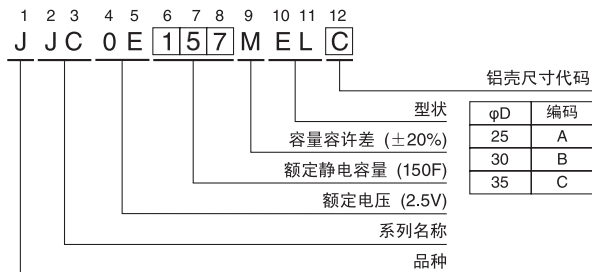 1 2 3 4 5 6 7 8 9 10 11 12
J J C 0 E 1 5 7 M E L C
铝壳尺寸代码
型状
容量容许差 (±20%)
额定静电容量 (150F)
额定电压 (2.5V)
系列名称
品种
φD 编码
25 A
30 B
35 C